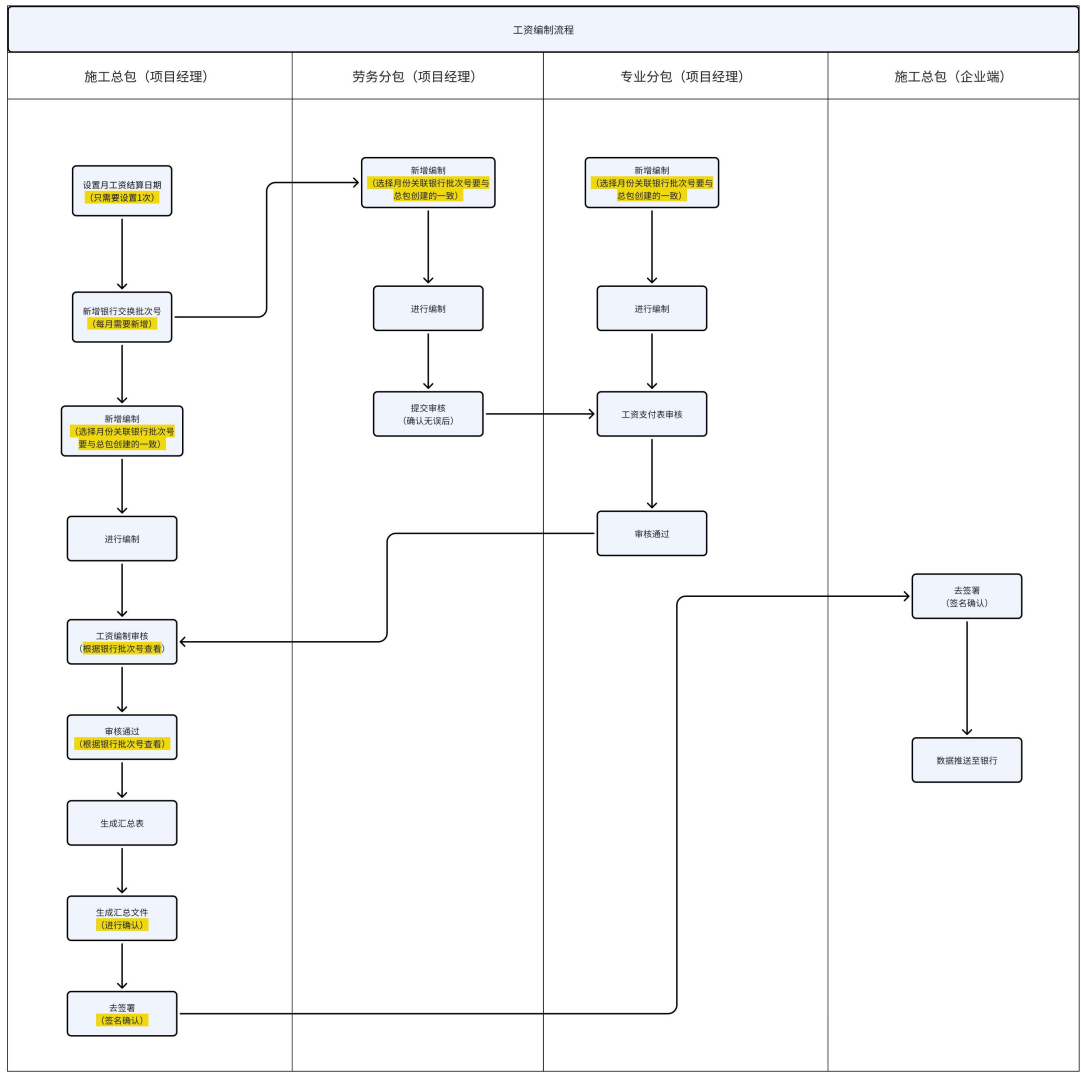 工资编制流程
施工总包（项目经理）
劳务分包（项目经理）
专业分包（项目经理）
施工总包（企业端）
设置月工资结算日期
（只需要设置1次）
新增银行交换批次号
（每月需要新增）
新增编制
（选择月份关联银行批次号
要与总包创建的一致）
进行编制
工资编制审核
（根据银行批次号查看）
审核通过
（根据银行批次号查看）
生成汇总表
生成汇总文件
（进行确认）
去签署
（签名确认）
新增编制
（选择月份关联银行批次号要与
总包创建的一致）
进行编制
提交审核
（确认无误后）
新增编制
（选择月份关联银行批次号要与
总包创建的一致）
进行编制
工资支付表审核
审核通过
去签署
（签名确认）
数据推送至银行